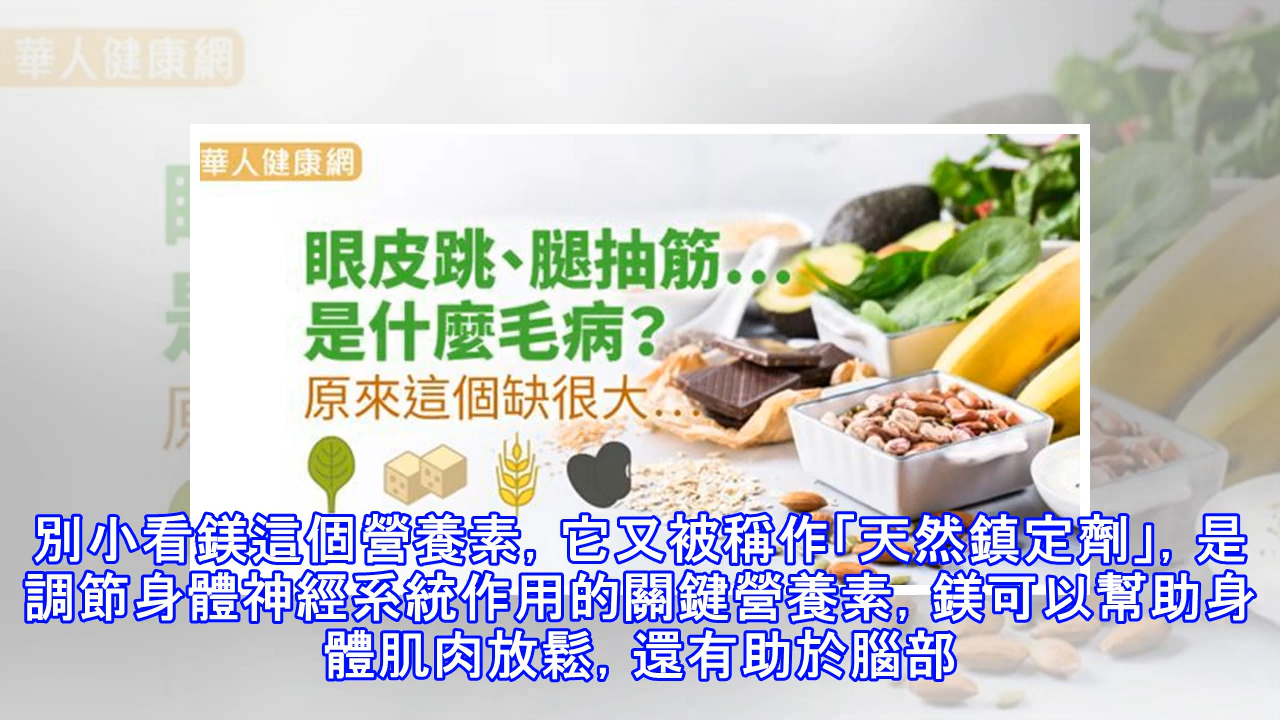 華人健康網
華人健康網
眼皮跳、腿抽筋…
是什麼毛病?
原來這個缺很大…
別小看鎂這個營養素, 它又被稱作「天然鎮定劑」, 是
調節身體神經系統作用的關鍵營養素, 鎂可以幫助身
體肌肉放鬆, 還有助於腦部